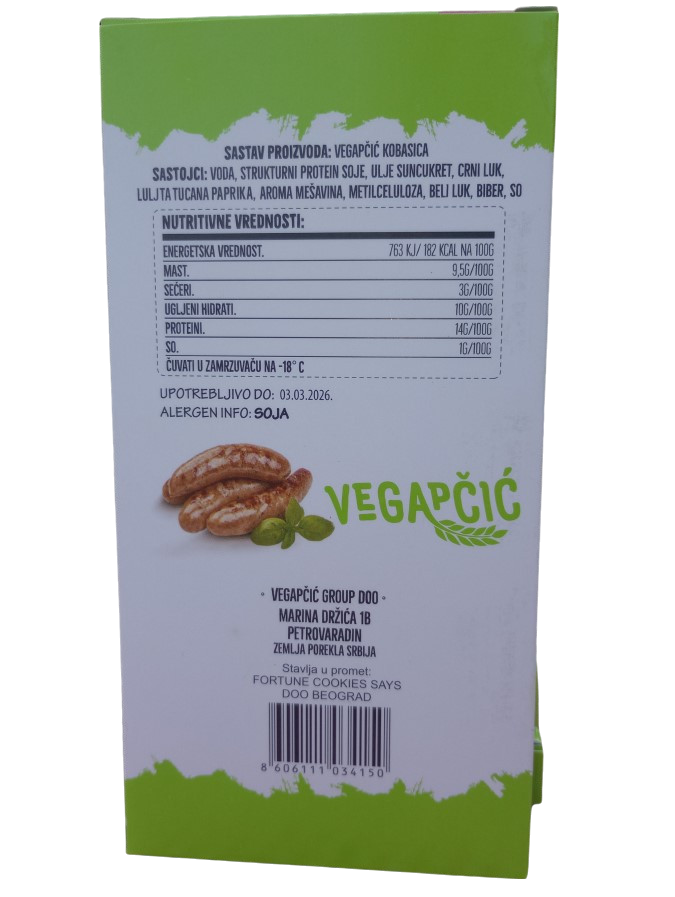 SASTAV PROIZVODA: VEGAPČIĆ KOBASICA
SASTOJCI: VODA, STRUKTURNI PROTEIN SOJE, ULJE SUNCUKRET, CRNI LUK,
LULJTA TUCANA PAPRIKA, AROMA MEŠAVINA, METILCELULOZA, BELI LUK, BIBER, SO
NUTRITIVNE VREDNOSTI:
ENERGETSKA VREDNOST. 763 KJ/ 182 KCAL NA 100G
MAST. 9,5G/100G
SEĆERI. 3G/100G
UGLJENI HIDRATI. 10G/100G
PROTEINI. 14G/100G
SO. 1G/100G
ČUVATI U ZAMRZUVAČU NA -18° C
UPOTREBLJIVO DO: 03.03.2026.
ALERGEN INFO: SOJA
VEGAPČIĆ
• VEGAPČIĆ GROUP DOO •
MARINA DRŽIĆA 1B
PETROVARADIN
ZEMLJA POREKLA SRBIJA
Stavlja u promet:
FORTUNE COOKIES SAYS
DOO BEOGRAD
8 606111 034150